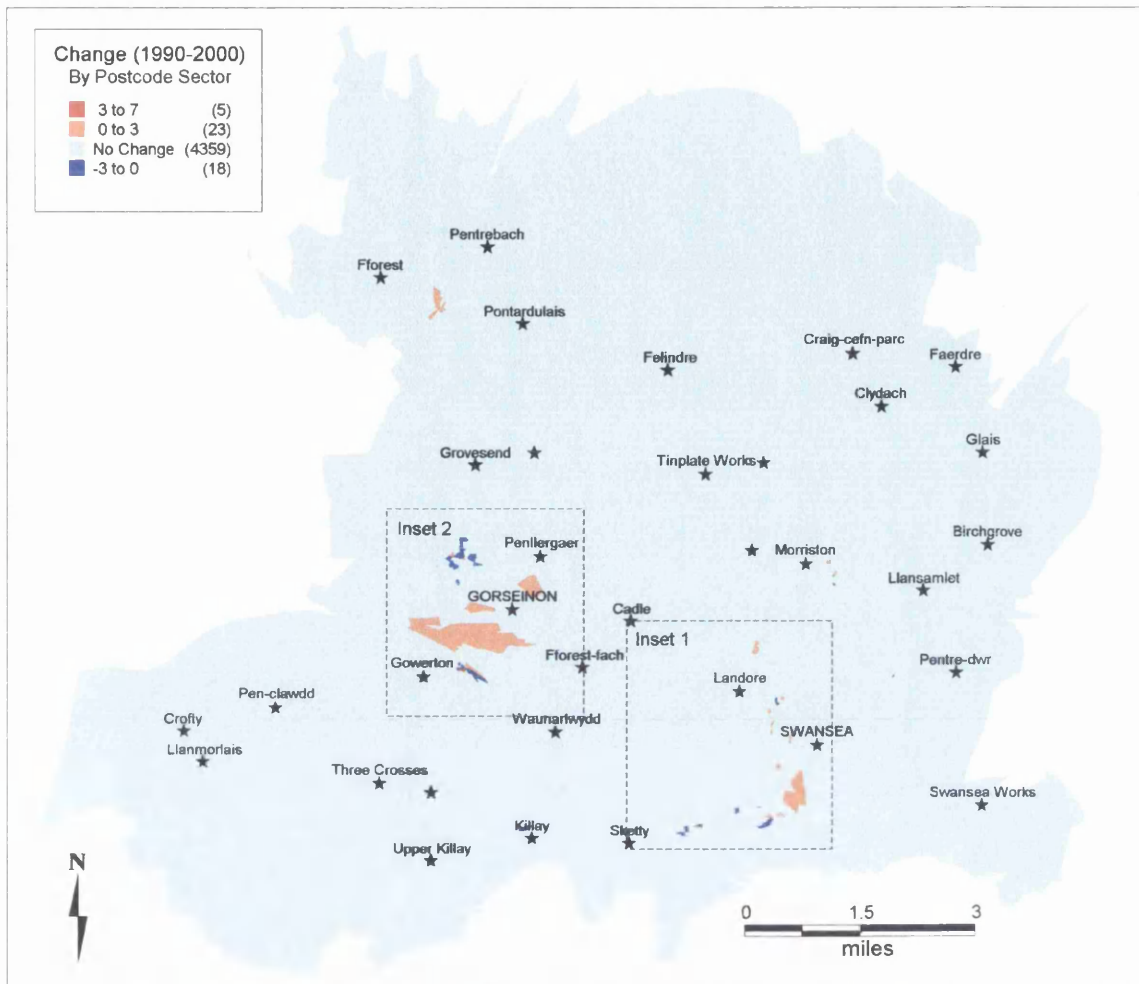 Change (1990-2000)
By Postcode Sector
3 to 7 (5)
0 to 3 (23)
No Change (4359)
-3 to 0 (18)
Pentrebach
Fforest
Pontardulais
Craig-cefn-parc
Felindre
Faerdre
Clydach
Glais
Grovesend
Tinplate Works
Inset 2
Birchgrove
Penllergaer
Morriston
Llansamlet
GORSEINON
Cadle
Inset 1
Fforest-fach
Gowerton
Pentre-dwr
Landore
Pen-clawdd
Crofty
Waunarlwydd
SWANSEA
Llanmorlais
Three Crosses
Swansea Works
Killay
Sketty
Upper Killay
N
0 1.5 3
miles